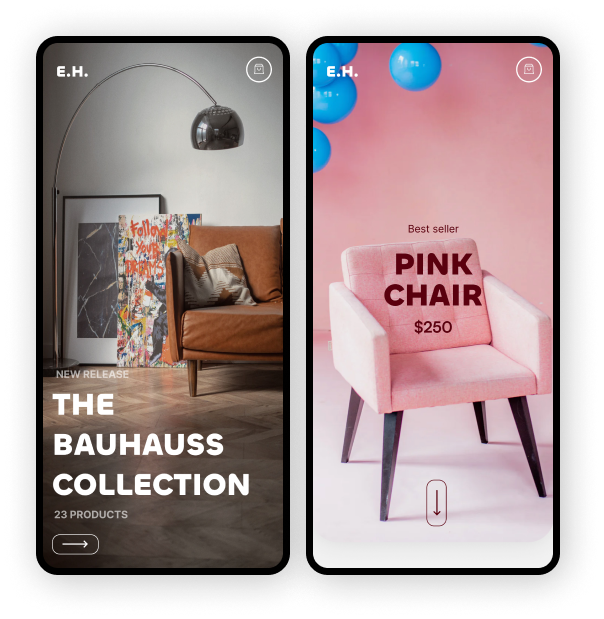 E.H.
Follow
YOUR
DREAMS
NEW RELEASE
THE
BAUHAUSS
COLLECTION
23 PRODUCTS
E.H.
Best seller
PINK
CHAIR
$250